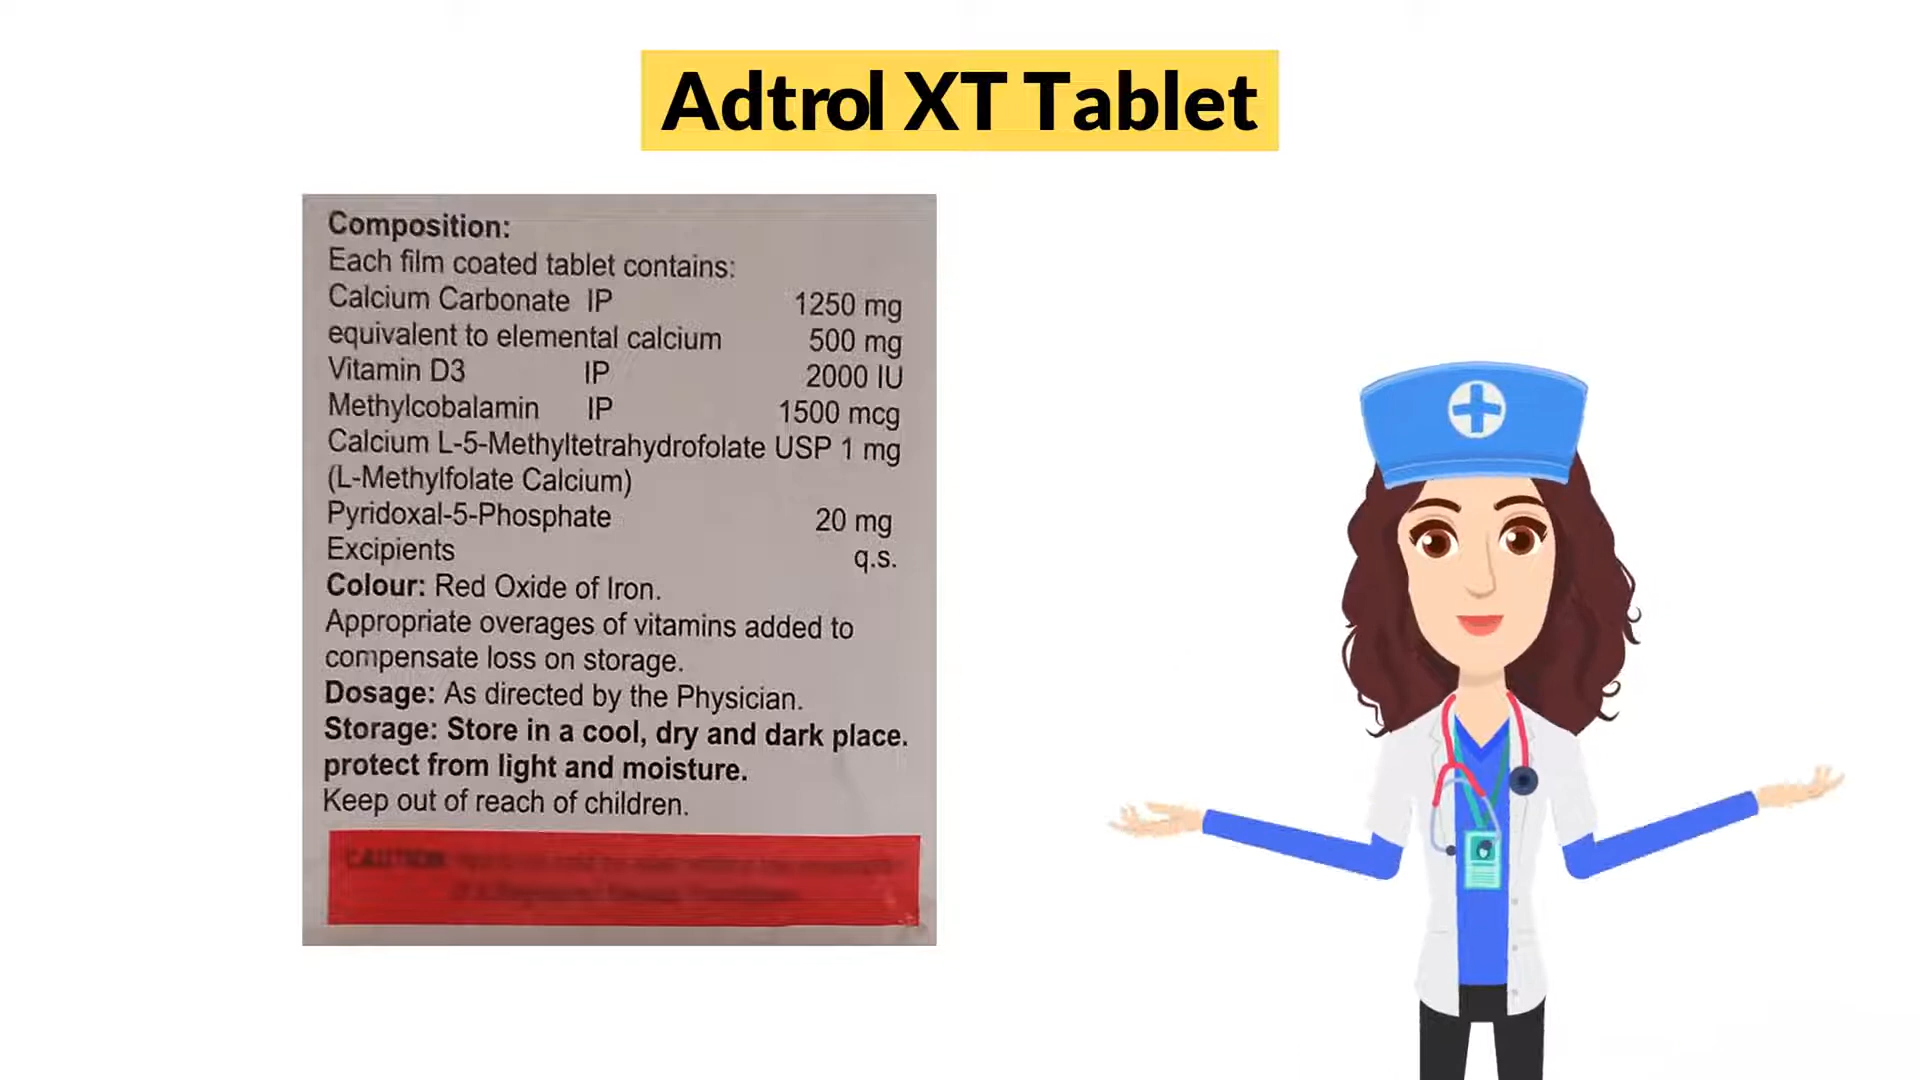 Adtrol XT Tablet
Composition:
Each film coated tablet contains:
Calcium Carbonate IP 1250 mg
equivalent to elemental calcium 500 mg
Vitamin D3 IP 2000 IU
Methylcobalamin IP 1500 mcg
Calcium L-5-Methyltetrahydrofolate USP 1 mg
(L-Methylfolate Calcium)
Pyridoxal-5-Phosphate 20 mg
Excipients q.s.
Colour: Red Oxide of Iron.
Appropriate overages of vitamins added to
compensate loss on storage.
Dosage: As directed by the Physician.
Storage: Store in a cool, dry and dark place.
protect from light and moisture.
Keep out of reach of children.
CAUTION